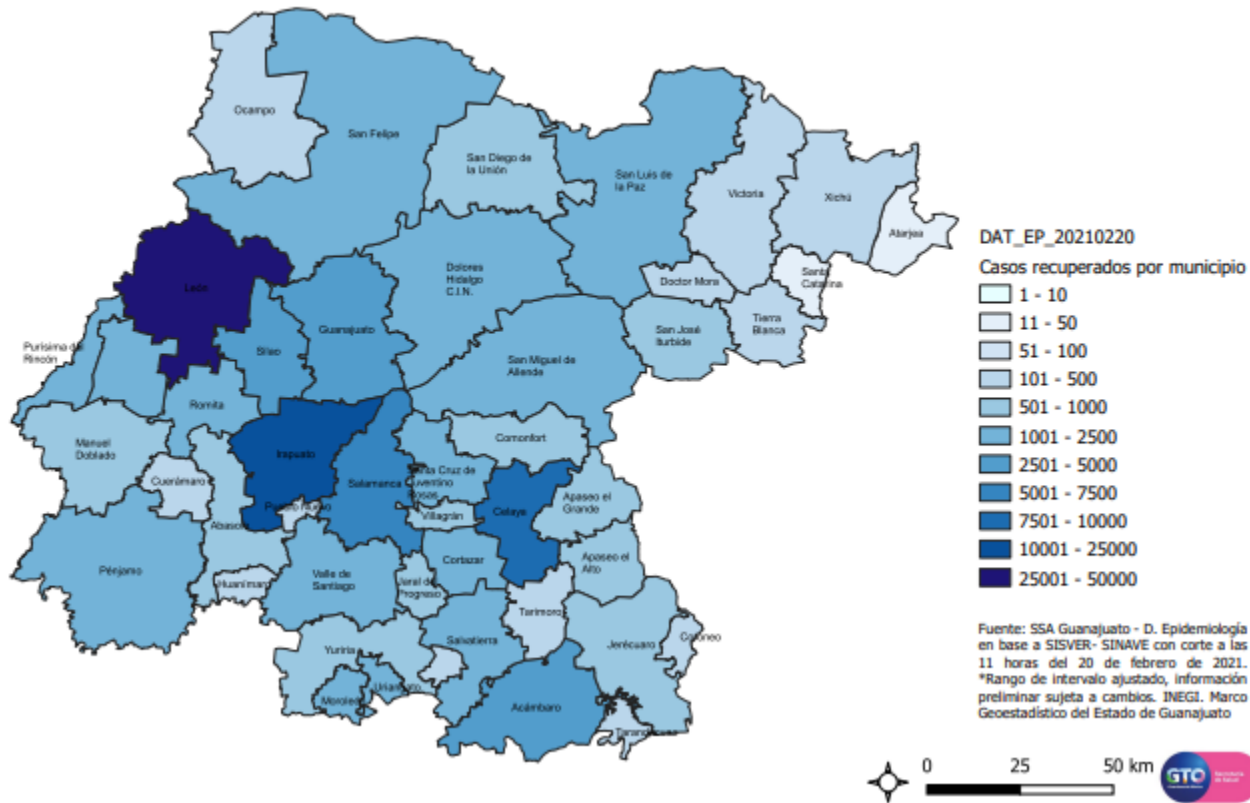 Ocampo
San Felipe
San Diego de
la Unión
San Luis de
la Paz
Victoria
Xichú
Atarjea
León
Dolores
Hidalgo
C.I.N.
Doctor Mora
Santa
Catarina
Guanajuato
San José
Iturbide
Tierra
Blanca
Purísima del
Rincón
Silao
San Miguel de
Allende
Romita
Manuel
Doblado
Irapuato
Comonfort
Cuerámaro
Salamanca
Santa Cruz de
Juventino
Rosas
Apaseo el
Grande
Pueblo Nuevo
Villagrán
Celaya
Abasolo
Pénjamo
Huanímaro
Valle de
Santiago
Jaral del
Progreso
Cortazar
Apaseo el
Alto
Tarimoro
Yuriria
Salvatierra
Jerécuaro
Coroneo
Moroleón
Uriangato
Acámbaro
Tarandacuao
DAT_EP_20210220
Casos recuperados por municipio
1 - 10
11 - 50
51 - 100
101 - 500
501 - 1000
1001 - 2500
2501 - 5000
5001 - 7500
7501 - 10000
10001 - 25000
25001 - 50000
Fuente: SSA Guanajuato - D. Epidemiología
en base a SISVER- SINAVE con corte a las
11 horas del 20 de febrero de 2021.
*Rango de intervalo ajustado, información
preliminar sujeta a cambios. INEGI. Marco
Geoestadístico del Estado de Guanajuato
0 25 50 km
GTO